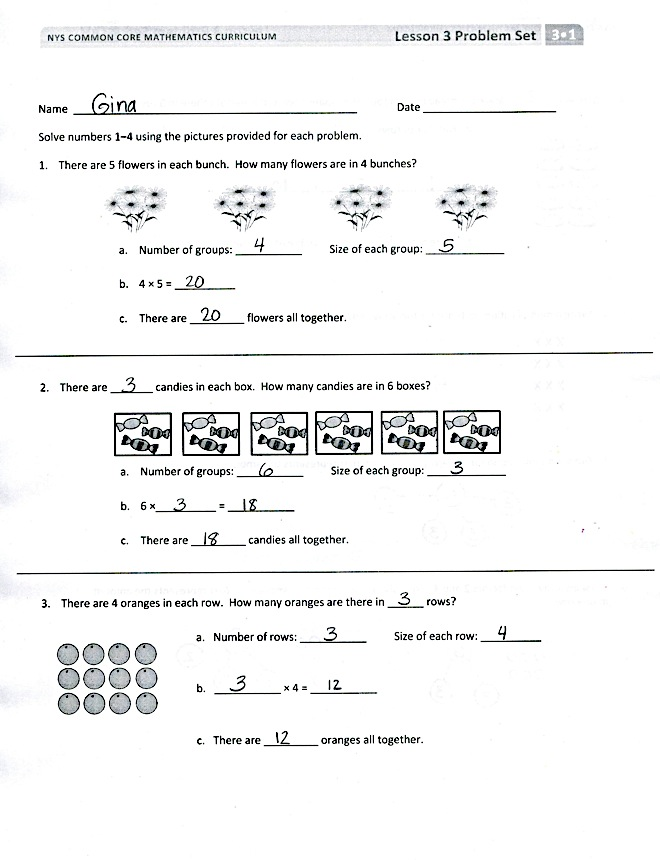 NYS COMMON CORE MATHEMATICS CURRICULUM Lesson 3 Problem Set 3•1
Name Gina Date
Solve numbers 1–4 using the pictures provided for each problem.
1. There are 5 flowers in each bunch. How many flowers are in 4 bunches?
a. Number of groups: 4 Size of each group: 5
b. 4 × 5 = 20
c. There are 20 flowers all together.
2. There are 3 candies in each box. How many candies are in 6 boxes?
a. Number of groups: 6 Size of each group: 3
b. 6 × 3 = 18
c. There are 18 candies all together.
3. There are 4 oranges in each row. How many oranges are there in 3 rows?
a. Number of rows: 3 Size of each row: 4
b. 3 × 4 = 12
c. There are 12 oranges all together.